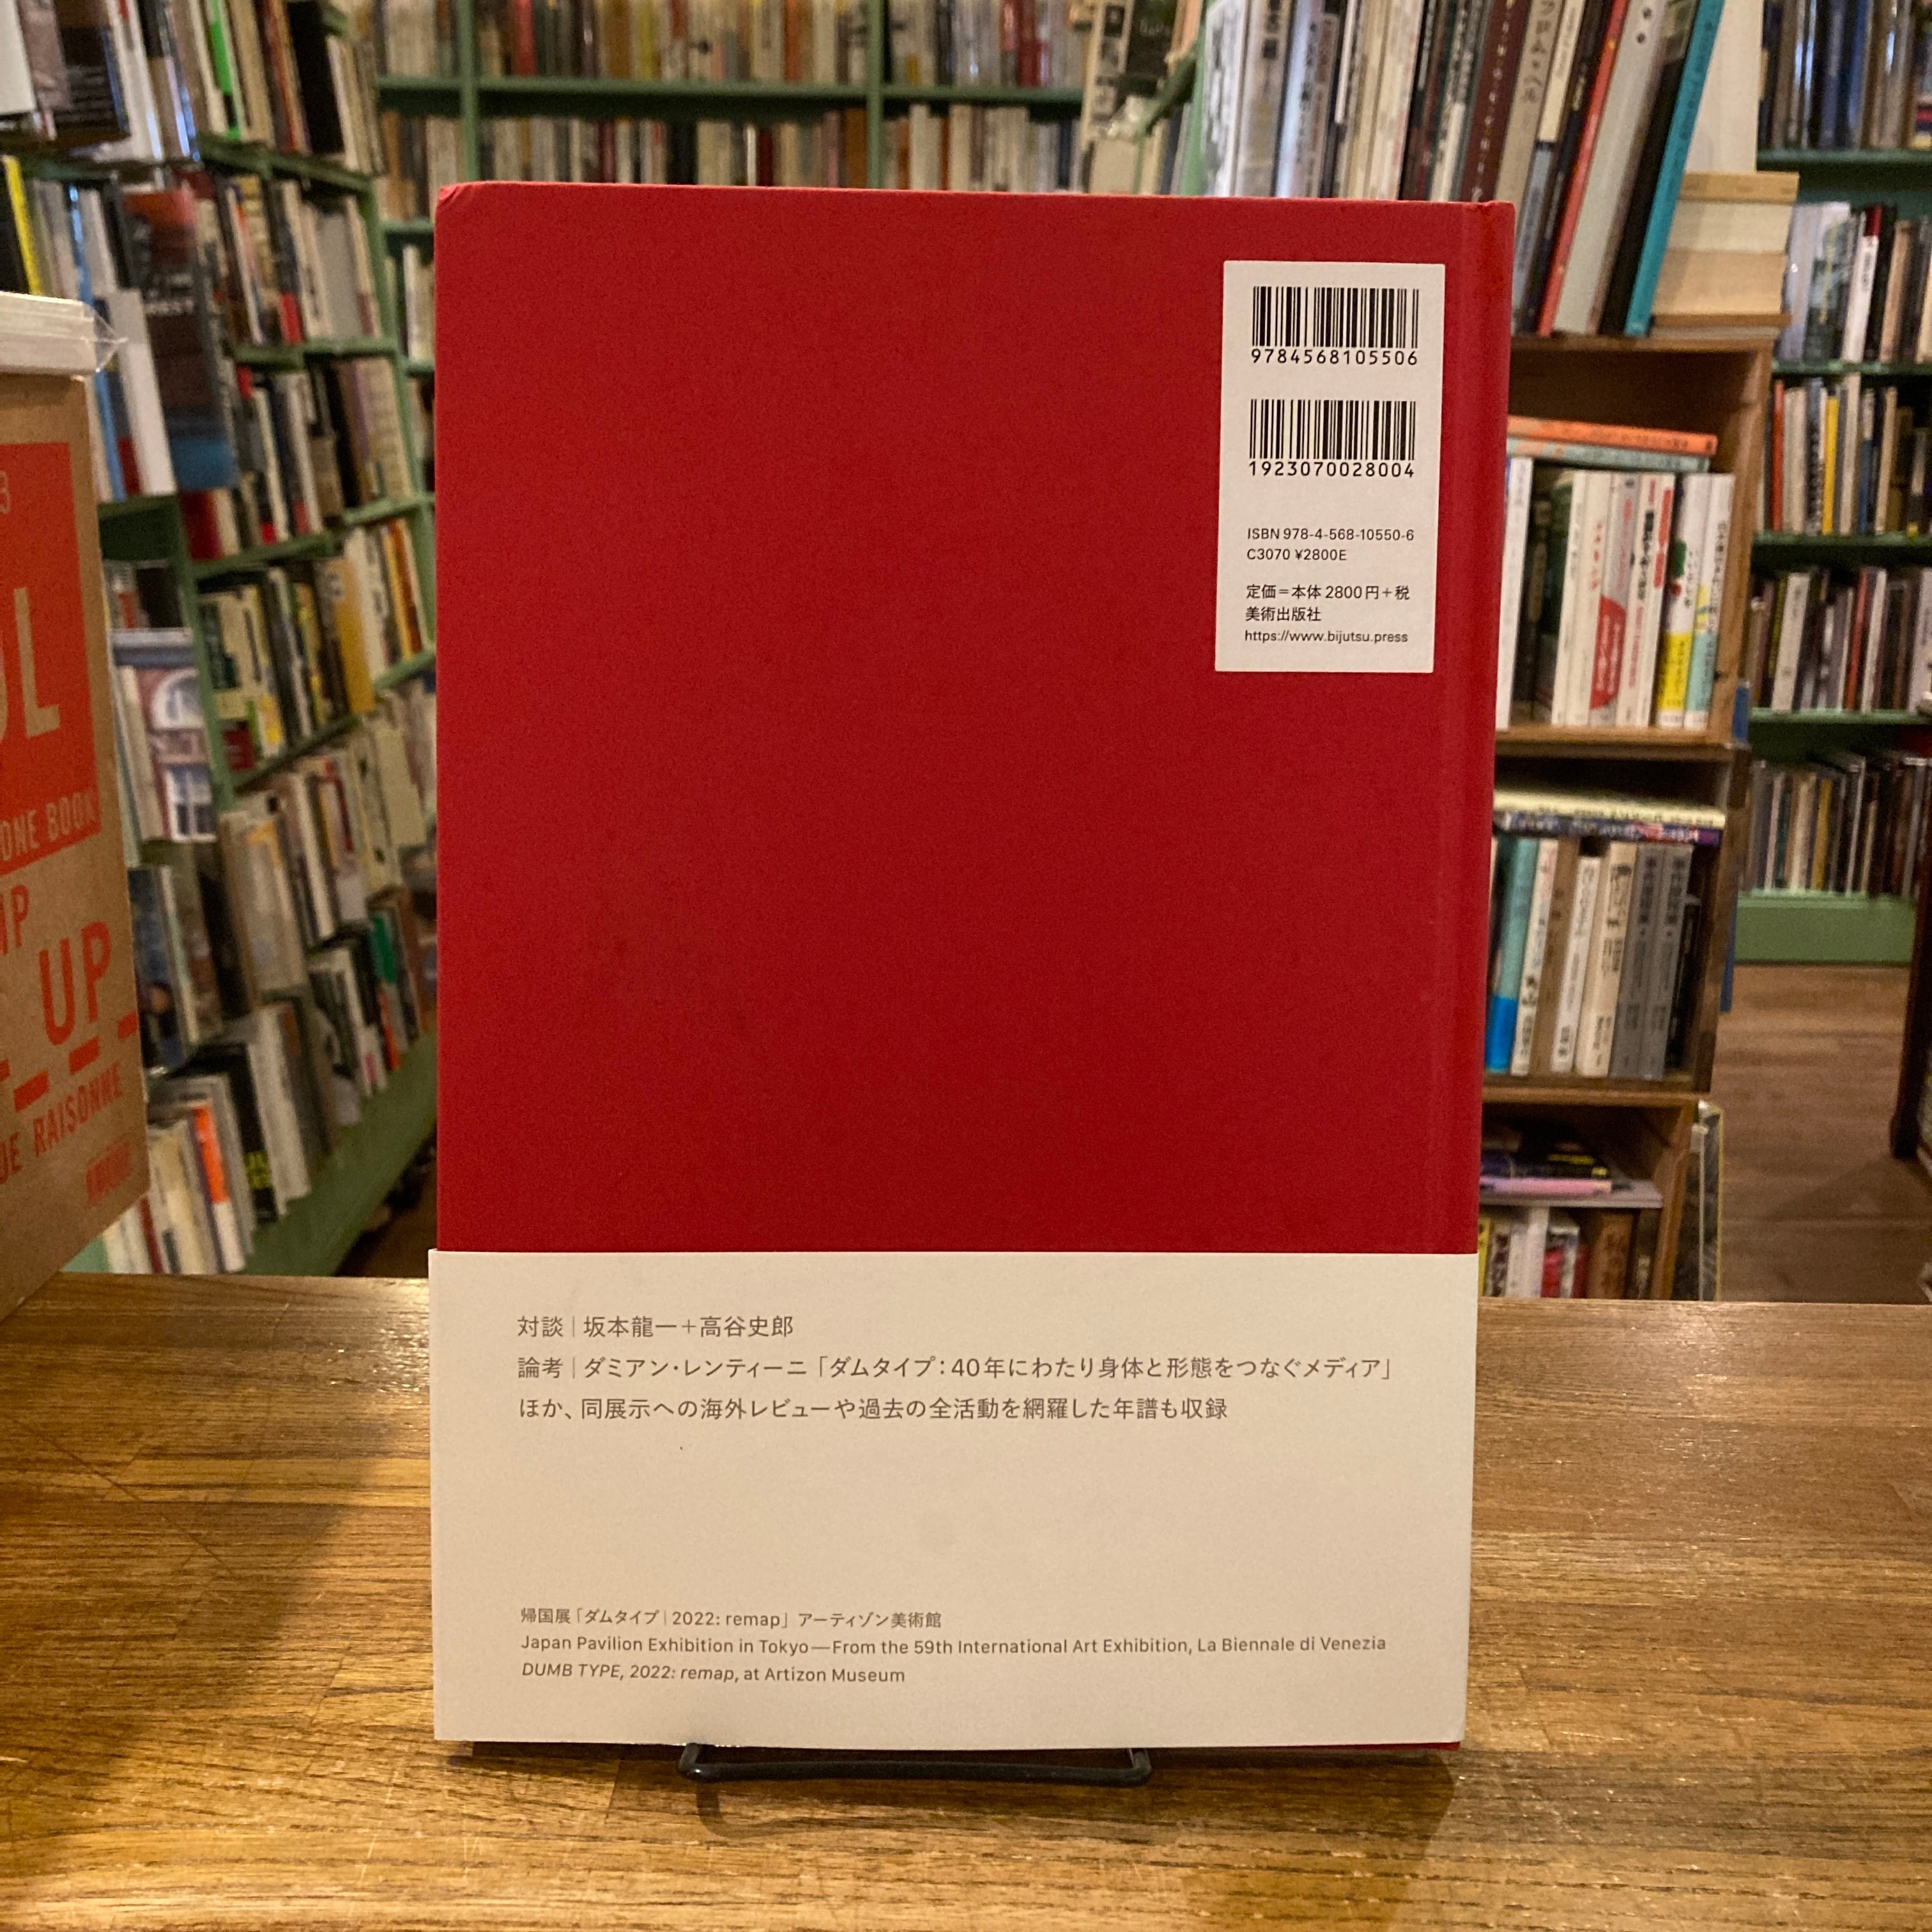 9784568105506
1923070028004
ISBN 978-4-568-10550-6
C3070 ¥2800E
定価=本体 2800円+税
美術出版社
https://www.bijutsu.press
対談|坂本龍一+高谷史郎
論考|ダミアン・レンティーニ「ダムタイプ:40年にわたり身体と形態をつなぐメディア」
ほか、同展示への海外レビューや過去の全活動を網羅した年譜も収録
帰国展「ダムタイプ|2022: remap」アーティゾン美術館
Japan Pavilion Exhibition in Tokyo—From the 59th International Art Exhibition, La Biennale di Venezia
DUMB TYPE, 2022: remap, at Artizon Museum
ONE BOOK
UP
RAISONNE